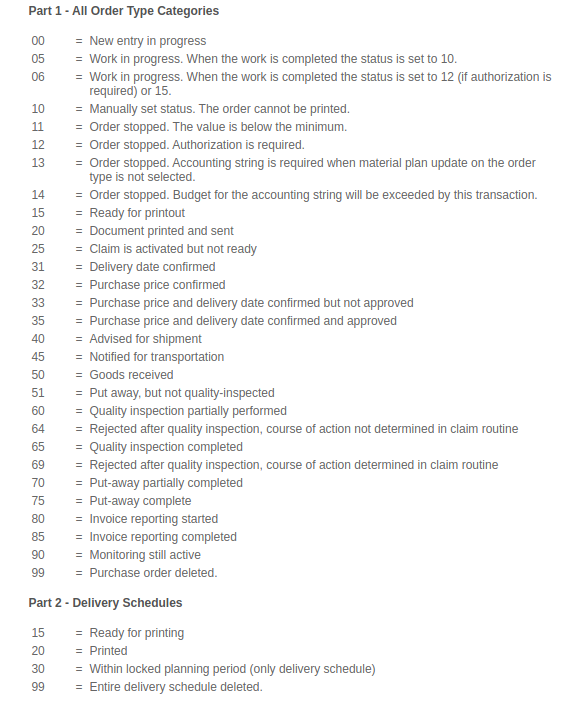 Part 1 - All Order Type Categories
00 = New entry in progress
05 = Work in progress. When the work is completed the status is set to 10.
06 = Work in progress. When the work is completed the status is set to 12 (if authorization is
required) or 15.
10 = Manually set status. The order cannot be printed.
11 = Order stopped. The value is below the minimum.
12 = Order stopped. Authorization is required.
13 = Order stopped. Accounting string is required when material plan update on the order
type is not selected.
14 = Order stopped. Budget for the accounting string will be exceeded by this transaction.
15 = Ready for printout
20 = Document printed and sent
25 = Claim is activated but not ready
31 = Delivery date confirmed
32 = Purchase price confirmed
33 = Purchase price and delivery date confirmed but not approved
35 = Purchase price and delivery date confirmed and approved
40 = Advised for shipment
45 = Notified for transportation
50 = Goods received
51 = Put away, but not quality-inspected
60 = Quality inspection partially performed
64 = Rejected after quality inspection, course of action not determined in claim routine
65 = Quality inspection completed
69 = Rejected after quality inspection, course of action determined in claim routine
70 = Put-away partially completed
75 = Put-away complete
80 = Invoice reporting started
85 = Invoice reporting completed
90 = Monitoring still active
99 = Purchase order deleted.
Part 2 - Delivery Schedules
15 = Ready for printing
20 = Printed
30 = Within locked planning period (only delivery schedule)
99 = Entire delivery schedule deleted.